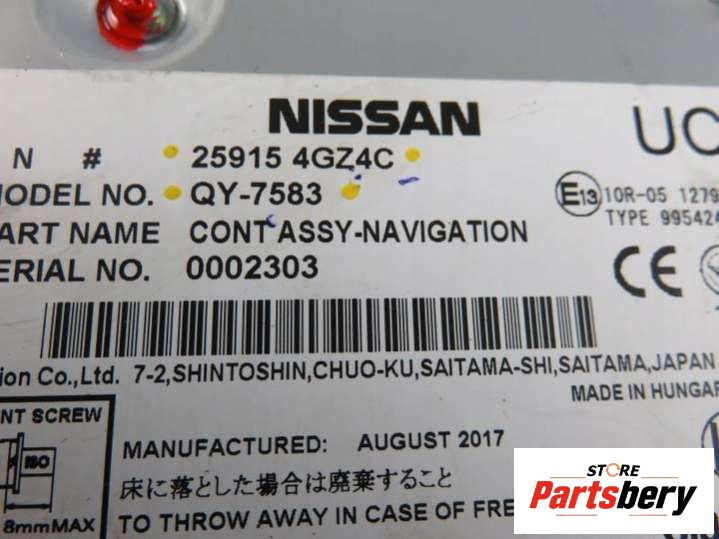 NISSAN
UC
N # 25915 4GZ4C
MODEL NO. QY-7583
E13 10R-05 1279
TYPE 995424
PART NAME CONT ASSY-NAVIGATION
SERIAL NO. 0002303
CE
ion Co.,Ltd. 7-2,SHINTOSHIN,CHUO-KU,SAITAMA-SHI,SAITAMA,JAPAN
MADE IN HUNGAR
NT SCREW
ISO
8mmMAX
MANUFACTURED: AUGUST 2017
床に落とした場合は廃棄すること
TO THROW AWAY IN CASE OF FRE
STORE
Partsbery